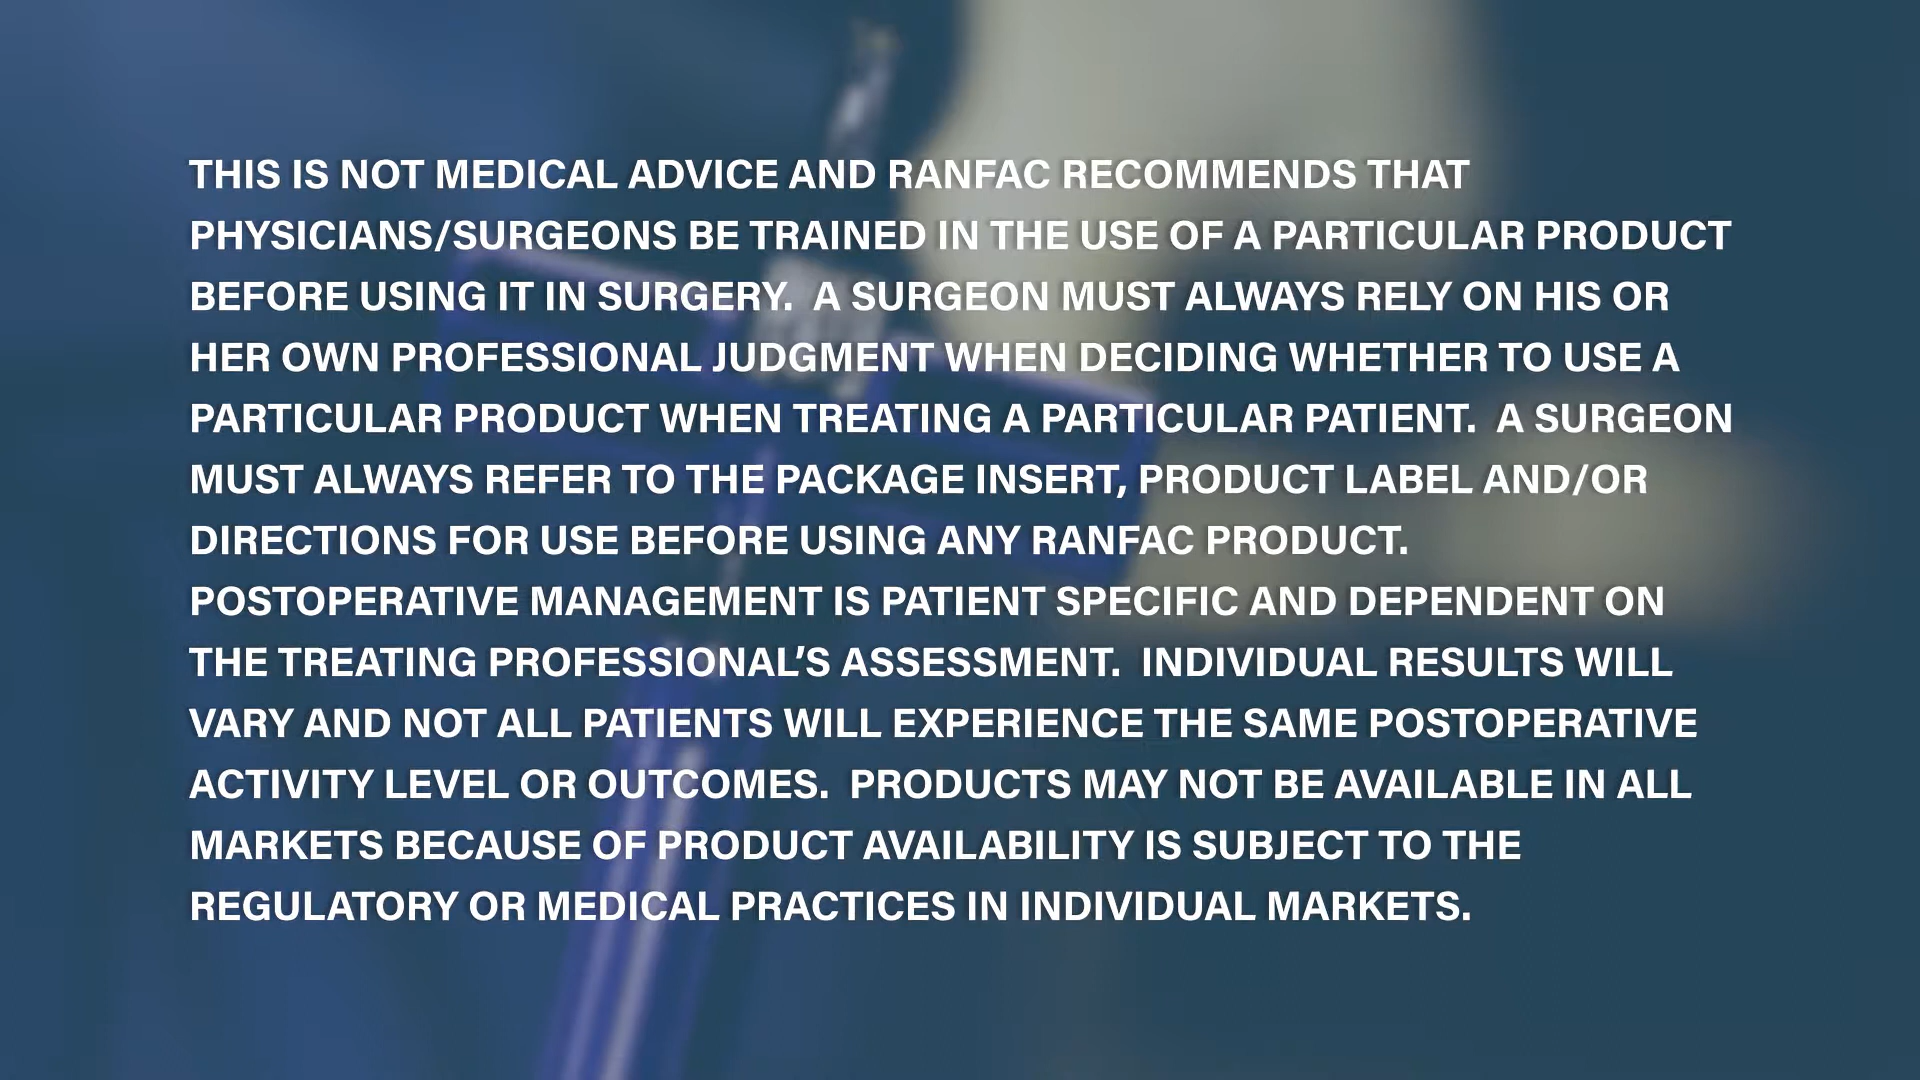 THIS IS NOT MEDICAL ADVICE AND RANFAC RECOMMENDS THAT
PHYSICIANS/SURGEONS BE TRAINED IN THE USE OF A PARTICULAR PRODUCT
BEFORE USING IT IN SURGERY.  A SURGEON MUST ALWAYS RELY ON HIS OR
HER OWN PROFESSIONAL JUDGMENT WHEN DECIDING WHETHER TO USE A
PARTICULAR PRODUCT WHEN TREATING A PARTICULAR PATIENT.  A SURGEON
MUST ALWAYS REFER TO THE PACKAGE INSERT, PRODUCT LABEL AND/OR
DIRECTIONS FOR USE BEFORE USING ANY RANFAC PRODUCT.
POSTOPERATIVE MANAGEMENT IS PATIENT SPECIFIC AND DEPENDENT ON
THE TREATING PROFESSIONAL’S ASSESSMENT.  INDIVIDUAL RESULTS WILL
VARY AND NOT ALL PATIENTS WILL EXPERIENCE THE SAME POSTOPERATIVE
ACTIVITY LEVEL OR OUTCOMES.  PRODUCTS MAY NOT BE AVAILABLE IN ALL
MARKETS BECAUSE OF PRODUCT AVAILABILITY IS SUBJECT TO THE
REGULATORY OR MEDICAL PRACTICES IN INDIVIDUAL MARKETS.